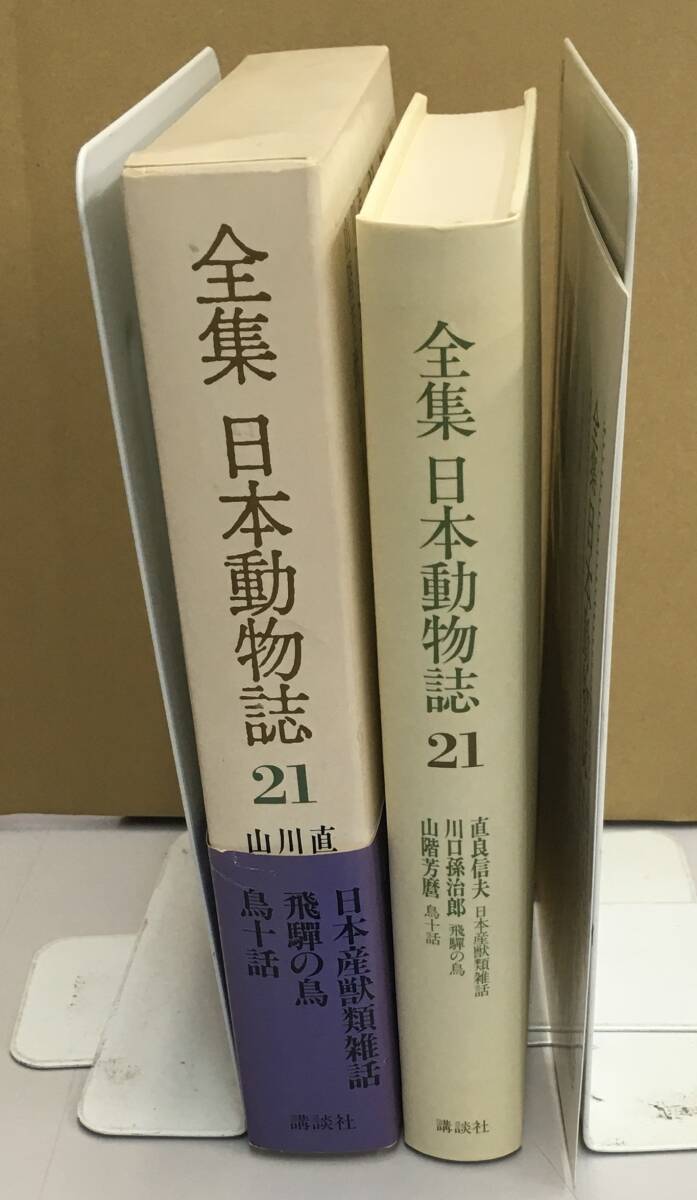 全集 日本動物誌 21
直
川
山
日本産獣類雑話
飛驒の鳥
鳥十話
講談社
全集 日本動物誌 21
直良信夫 日本産獣類雑話
川口孫治郎 飛驒の鳥
山階芳麿 鳥十話
講談社